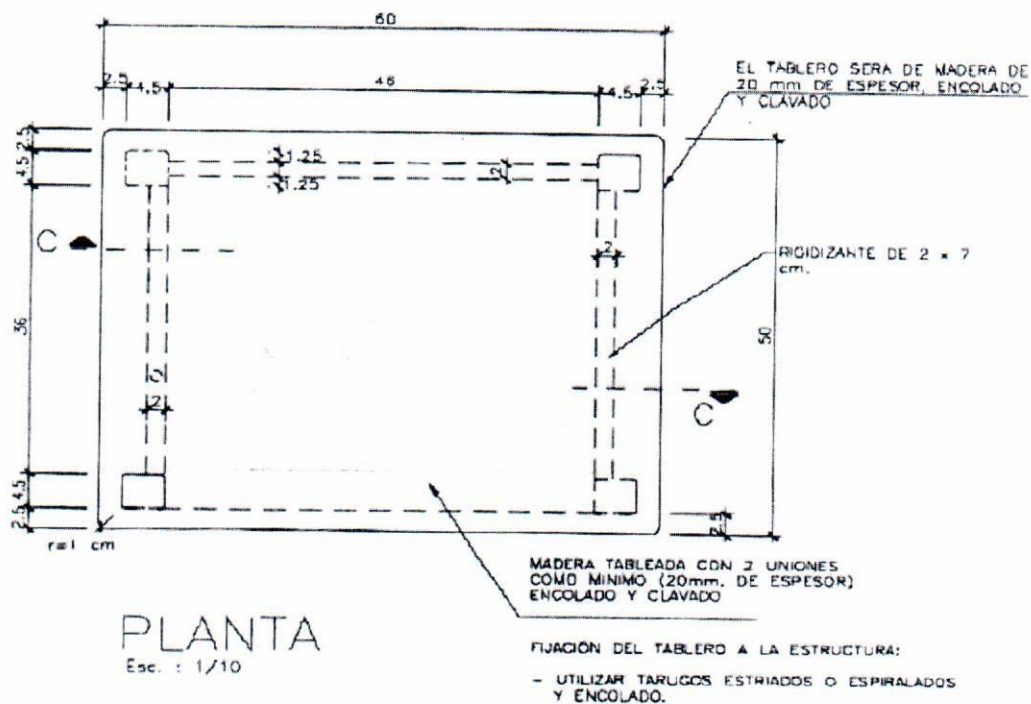 60
2.5
4.5
46
4.5
2.5
EL TABLERO SERA DE MADERA DE
20 mm DE ESPESOR, ENCOLADO
Y CLAVADO
2.5
4.5
1.25
1.25
2
C
2
RIGIDIZANTE DE 2 x 7
cm.
36
50
2
C
4.5
2.5
2.5
r=1 cm
MADERA TABLEADA CON 2 UNIONES
COMO MINIMO (20mm. DE ESPESOR)
ENCOLADO Y CLAVADO
PLANTA
Esc. : 1/10
FIJACIÓN DEL TABLERO A LA ESTRUCTURA:
- UTILIZAR TARUGOS ESTRIADOS O ESPIRALADOS
Y ENCOLADO.